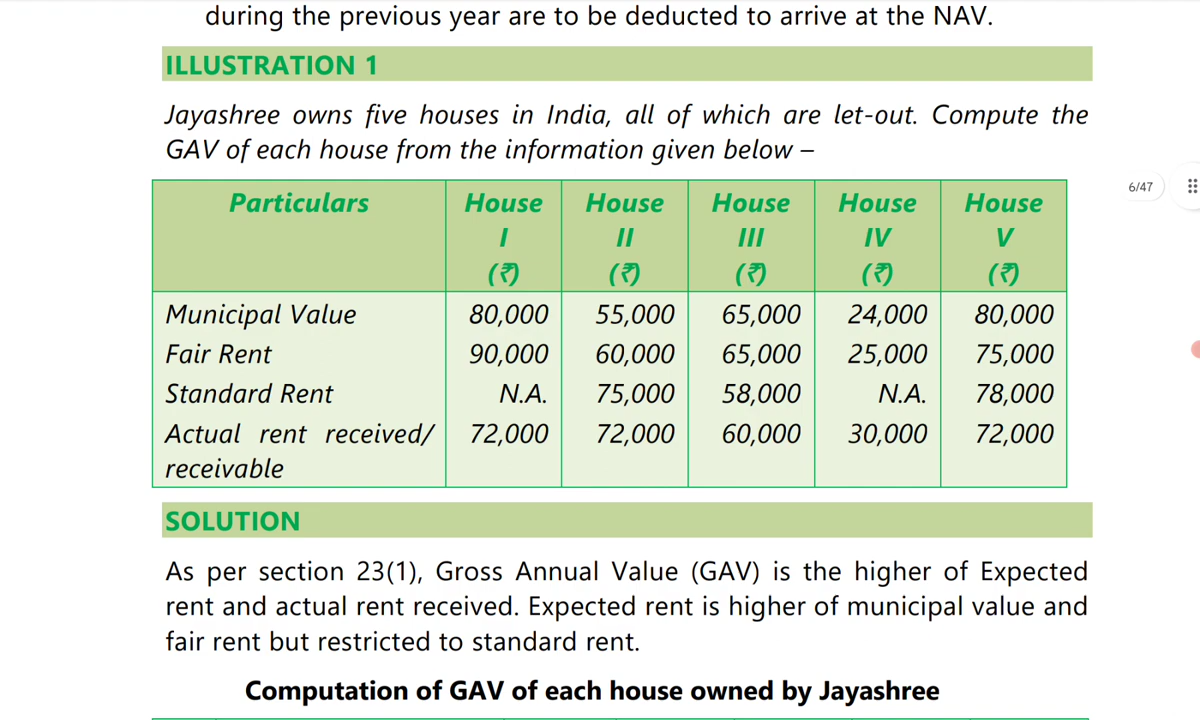 during the previous year are to be deducted to arrive at the NAV.
ILLUSTRATION 1
Jayashree owns five houses in India, all of which are let-out. Compute the
GAV of each house from the information given below –
Particulars House House House House House
I II III IV V
(₹) (₹) (₹) (₹) (₹)
Municipal Value 80,000 55,000 65,000 24,000 80,000
Fair Rent 90,000 60,000 65,000 25,000 75,000
Standard Rent N.A. 75,000 58,000 N.A. 78,000
Actual rent received/ 72,000 72,000 60,000 30,000 72,000
receivable
6/47
SOLUTION
As per section 23(1), Gross Annual Value (GAV) is the higher of Expected
rent and actual rent received. Expected rent is higher of municipal value and
fair rent but restricted to standard rent.
Computation of GAV of each house owned by Jayashree